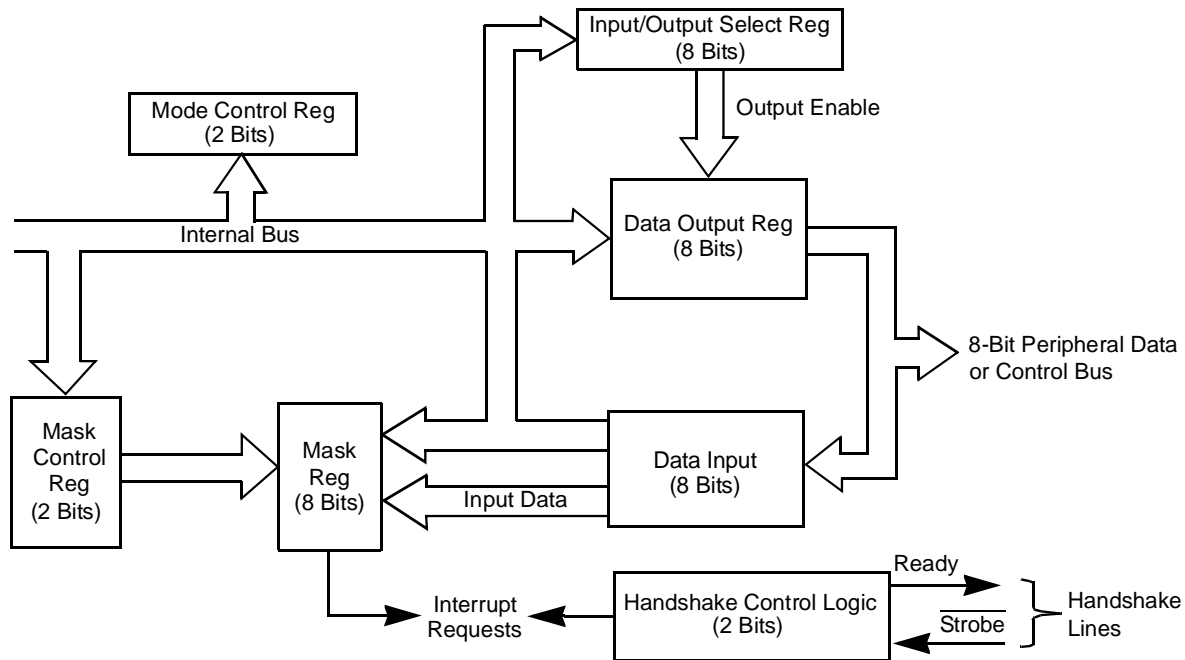 Input/Output Select Reg
(8 Bits)
Mode Control Reg
(2 Bits)
Output Enable
Internal Bus
Data Output Reg
(8 Bits)
8-Bit Peripheral Data
or Control Bus
Mask
Control
Reg
(2 Bits)
Mask
Reg
(8 Bits)
Data Input
(8 Bits)
Input Data
Ready
Interrupt
Requests
Handshake Control Logic
(2 Bits)
Strobe
Handshake
Lines